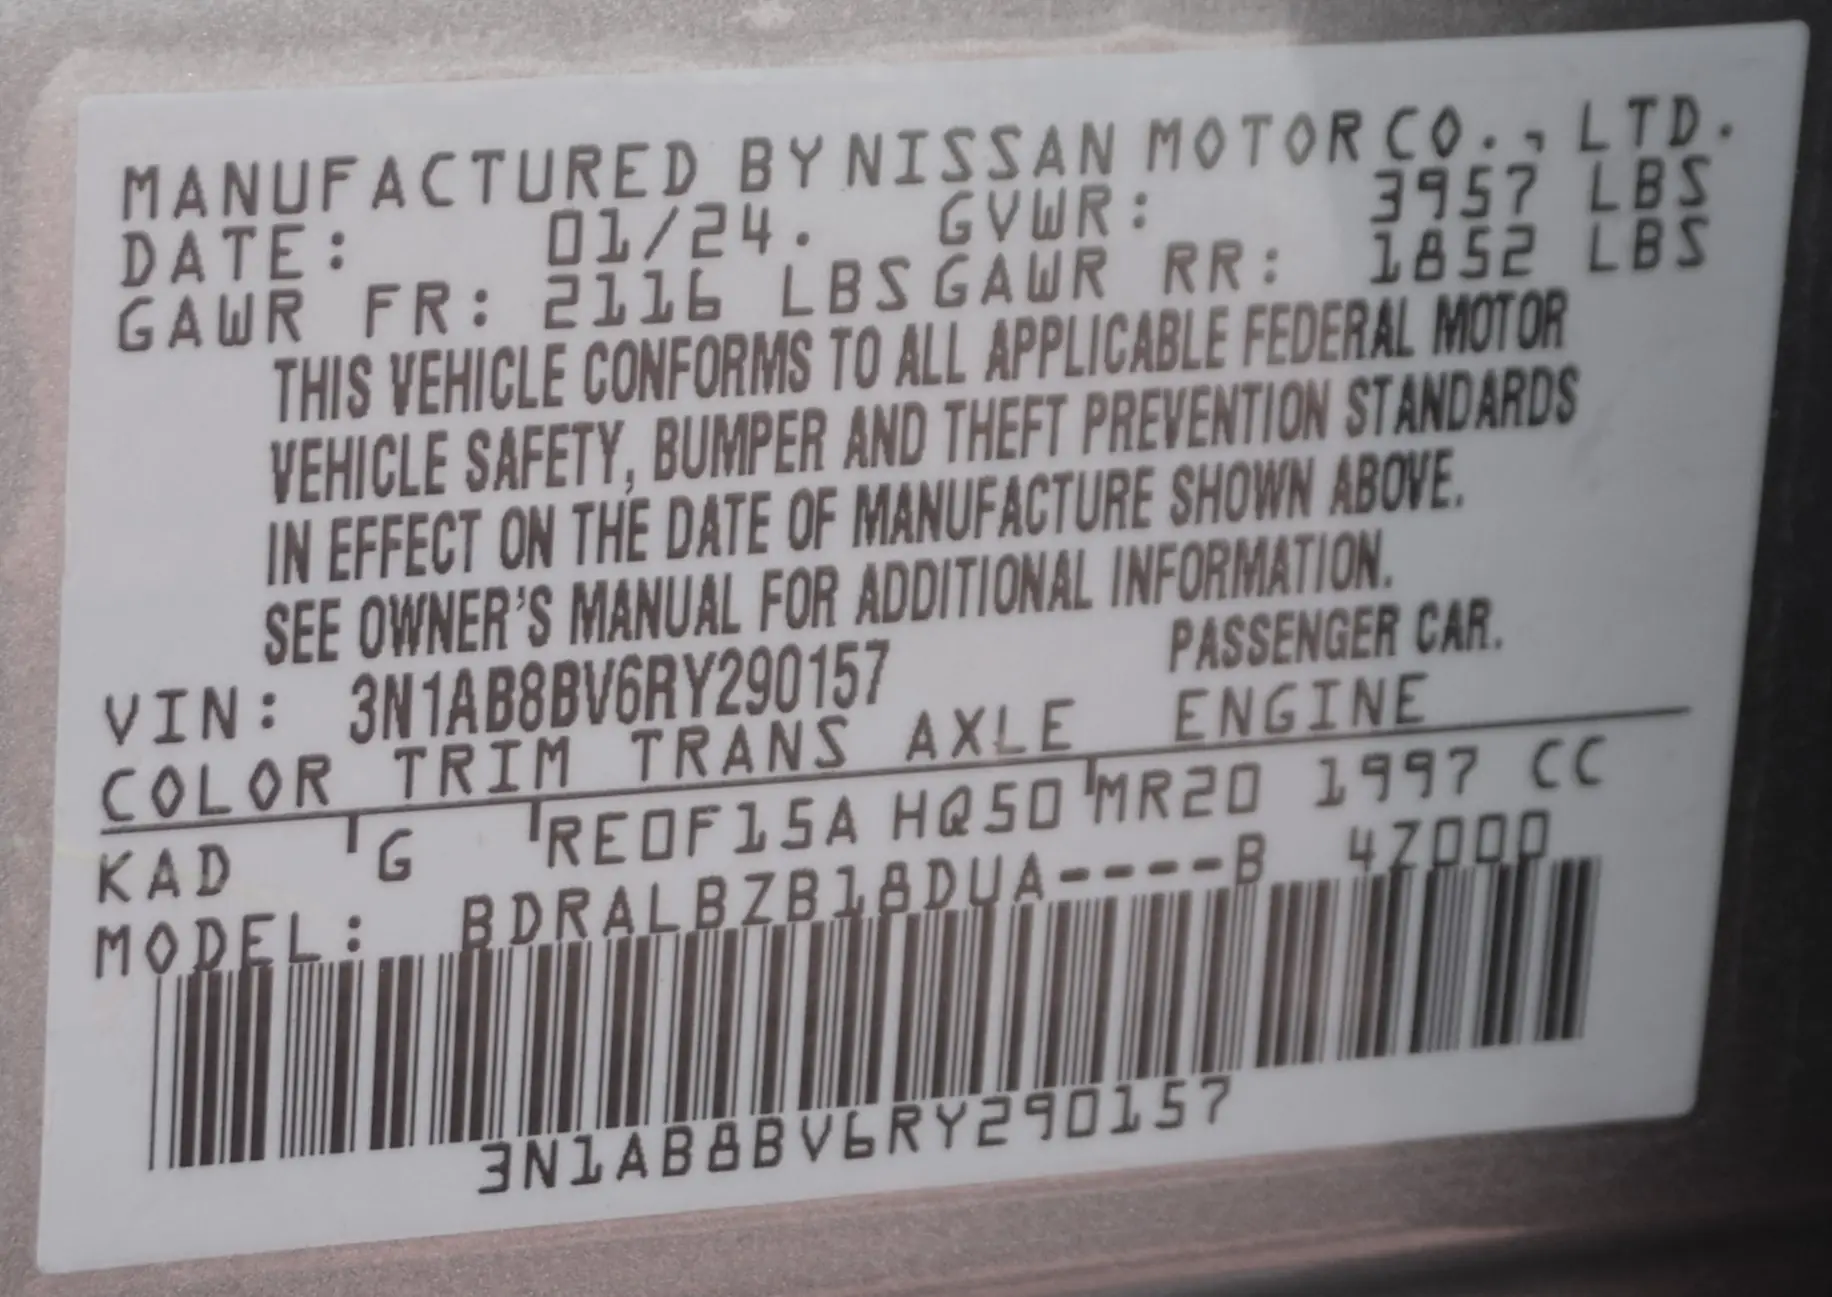 MANUFACTURED BY NISSAN MOTOR CO., LTD.
DATE: 01/24. GVWR: 3957 LBS
GAWR FR: 2116 LBS GAWR RR: 1852 LBS
THIS VEHICLE CONFORMS TO ALL APPLICABLE FEDERAL MOTOR
VEHICLE SAFETY, BUMPER AND THEFT PREVENTION STANDARDS
IN EFFECT ON THE DATE OF MANUFACTURE SHOWN ABOVE.
SEE OWNER'S MANUAL FOR ADDITIONAL INFORMATION.
VIN: 3N1AB8BV6RY290157 PASSENGER CAR.
COLOR TRIM TRANS AXLE ENGINE
KAD G RE0F15A HQ50 MR20 1997 CC
MODEL: BDRALBZB18DUA----B 4Z000
3N1AB8BV6RY290157